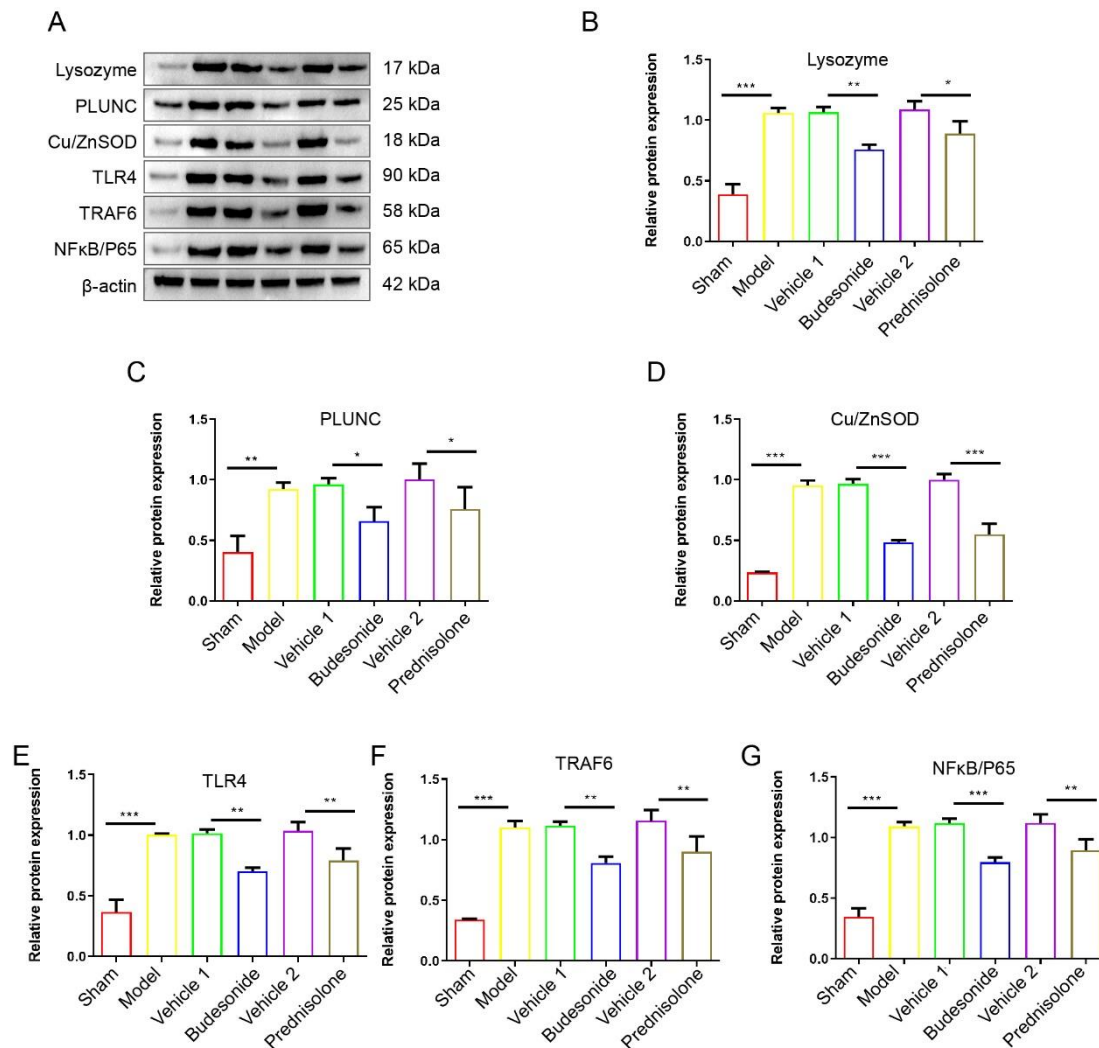 A
Lysozyme 17 kDa
PLUNC 25 kDa
Cu/ZnSOD 18 kDa
TLR4 90 kDa
TRAF6 58 kDa
NFκB/P65 65 kDa
β-actin 42 kDa
B
Lysozyme
Relative protein expression
1.5
1.0
0.5
0.0
*** ** *
Sham Model Vehicle 1 Budesonide Vehicle 2 Prednisolone
C
PLUNC
Relative protein expression
1.5
1.0
0.5
0.0
** * *
Sham Model Vehicle 1 Budesonide Vehicle 2 Prednisolone
D
Cu/ZnSOD
Relative protein expression
1.5
1.0
0.5
0.0
*** *** ***
Sham Model Vehicle 1 Budesonide Vehicle 2 Prednisolone
E
TLR4
Relative protein expression
1.5
1.0
0.5
0.0
*** ** **
Sham Model Vehicle 1 Budesonide Vehicle 2 Prednisolone
F
TRAF6
Relative protein expression
1.5
1.0
0.5
0.0
*** ** **
Sham Model Vehicle 1 Budesonide Vehicle 2 Prednisolone
G
NFκB/P65
Relative protein expression
1.5
1.0
0.5
0.0
*** *** **
Sham Model Vehicle 1 Budesonide Vehicle 2 Prednisolone